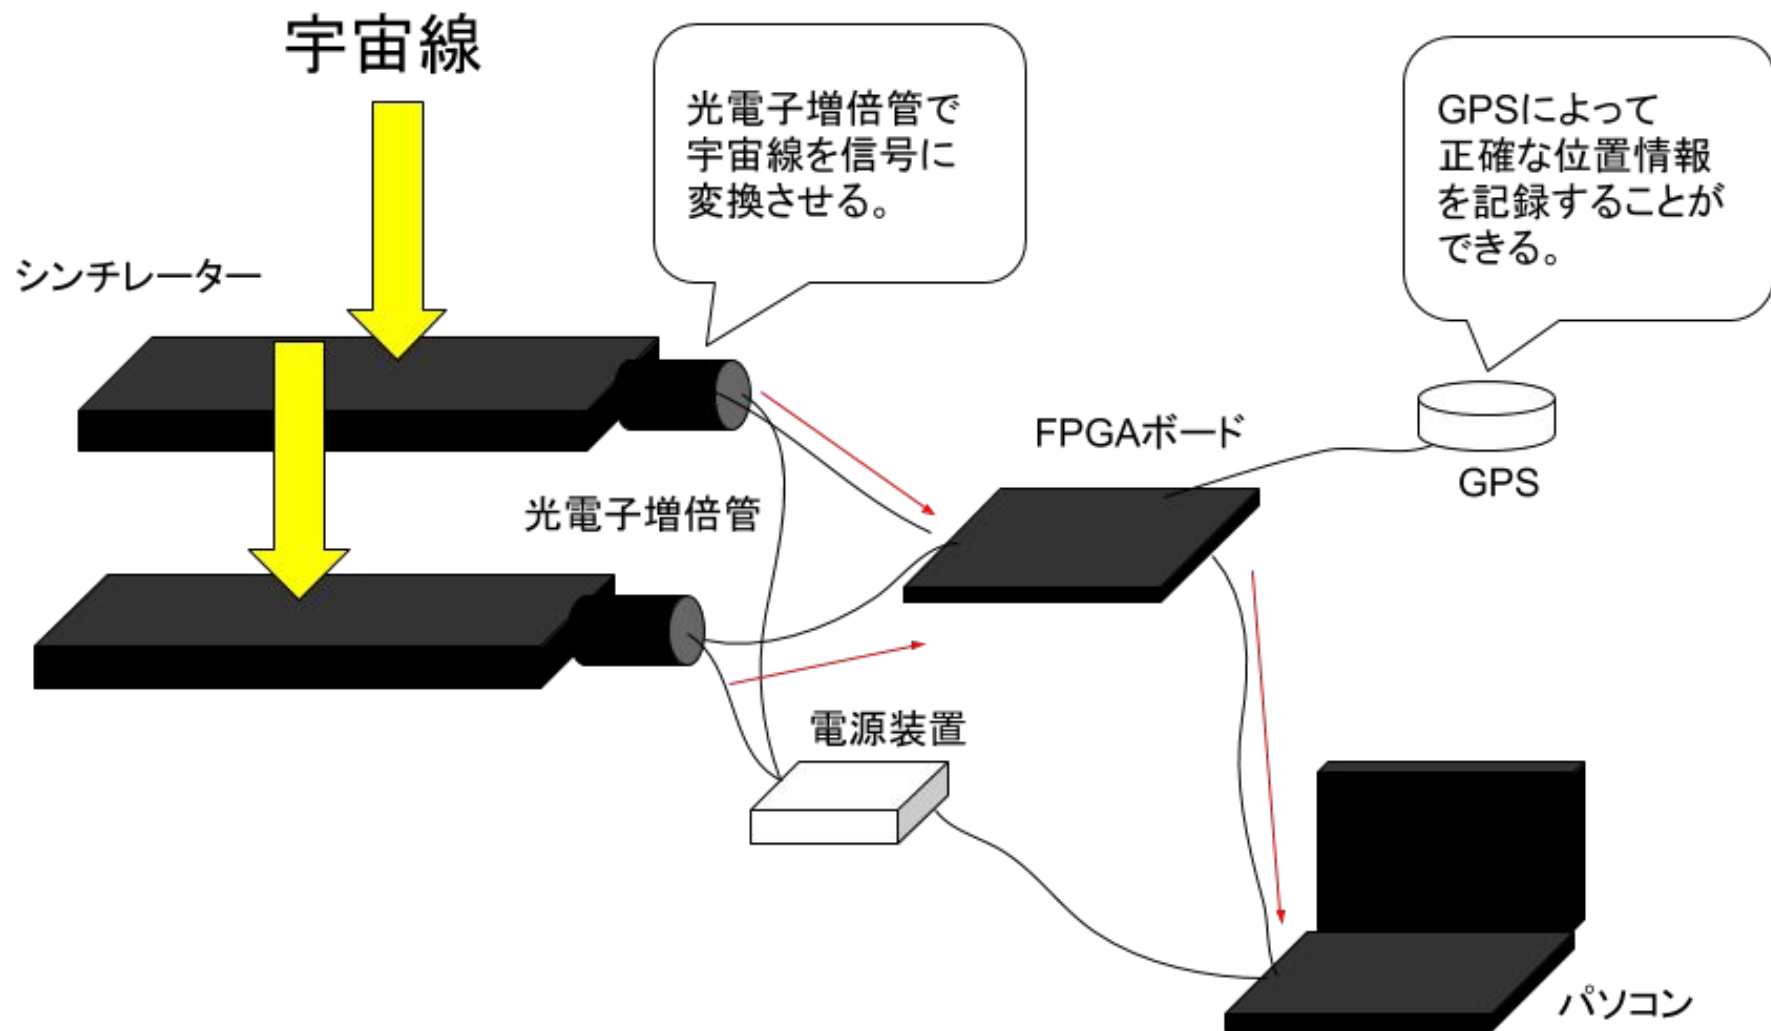 宇宙線
光電子増倍管で
宇宙線を信号に
変換させる。
GPSによって
正確な位置情報
を記録することが
できる。
シンチレーター
FPGAボード
GPS
光電子増倍管
電源装置
パソコン